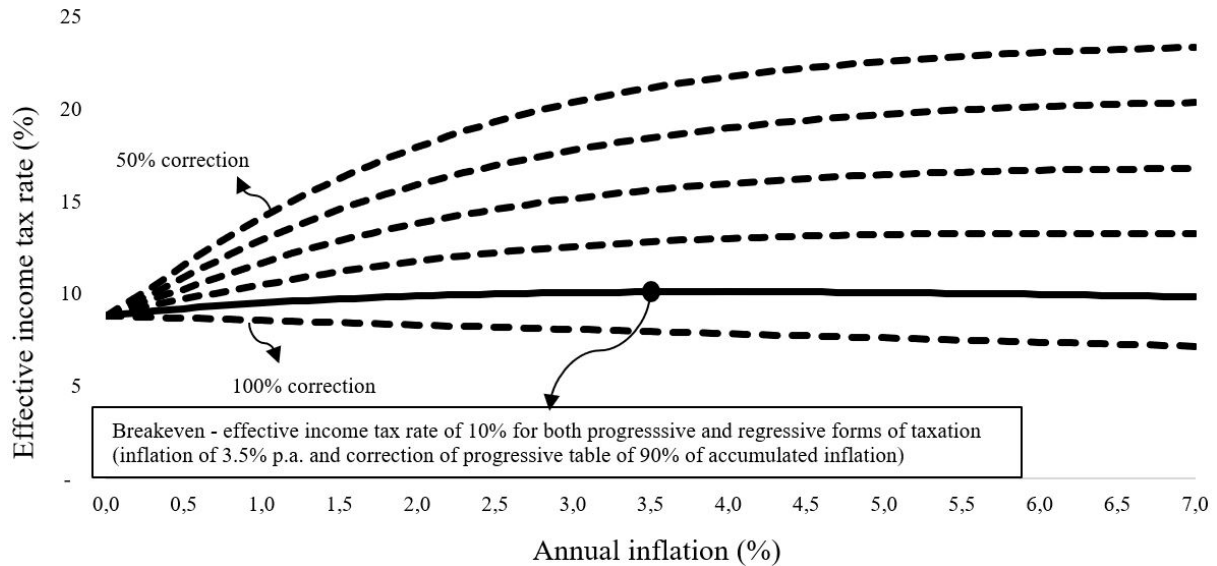 25
20
15
10
5
-
Effective income tax rate (%)
50% correction
100% correction
Breakeven - effective income tax rate of 10% for both progresssive and regressive forms of taxation
(inflation of 3.5% p.a. and correction of progressive table of 90% of accumulated inflation)
0,0 0,5 1,0 1,5 2,0 2,5 3,0 3,5 4,0 4,5 5,0 5,5 6,0 6,5 7,0
Annual inflation (%)